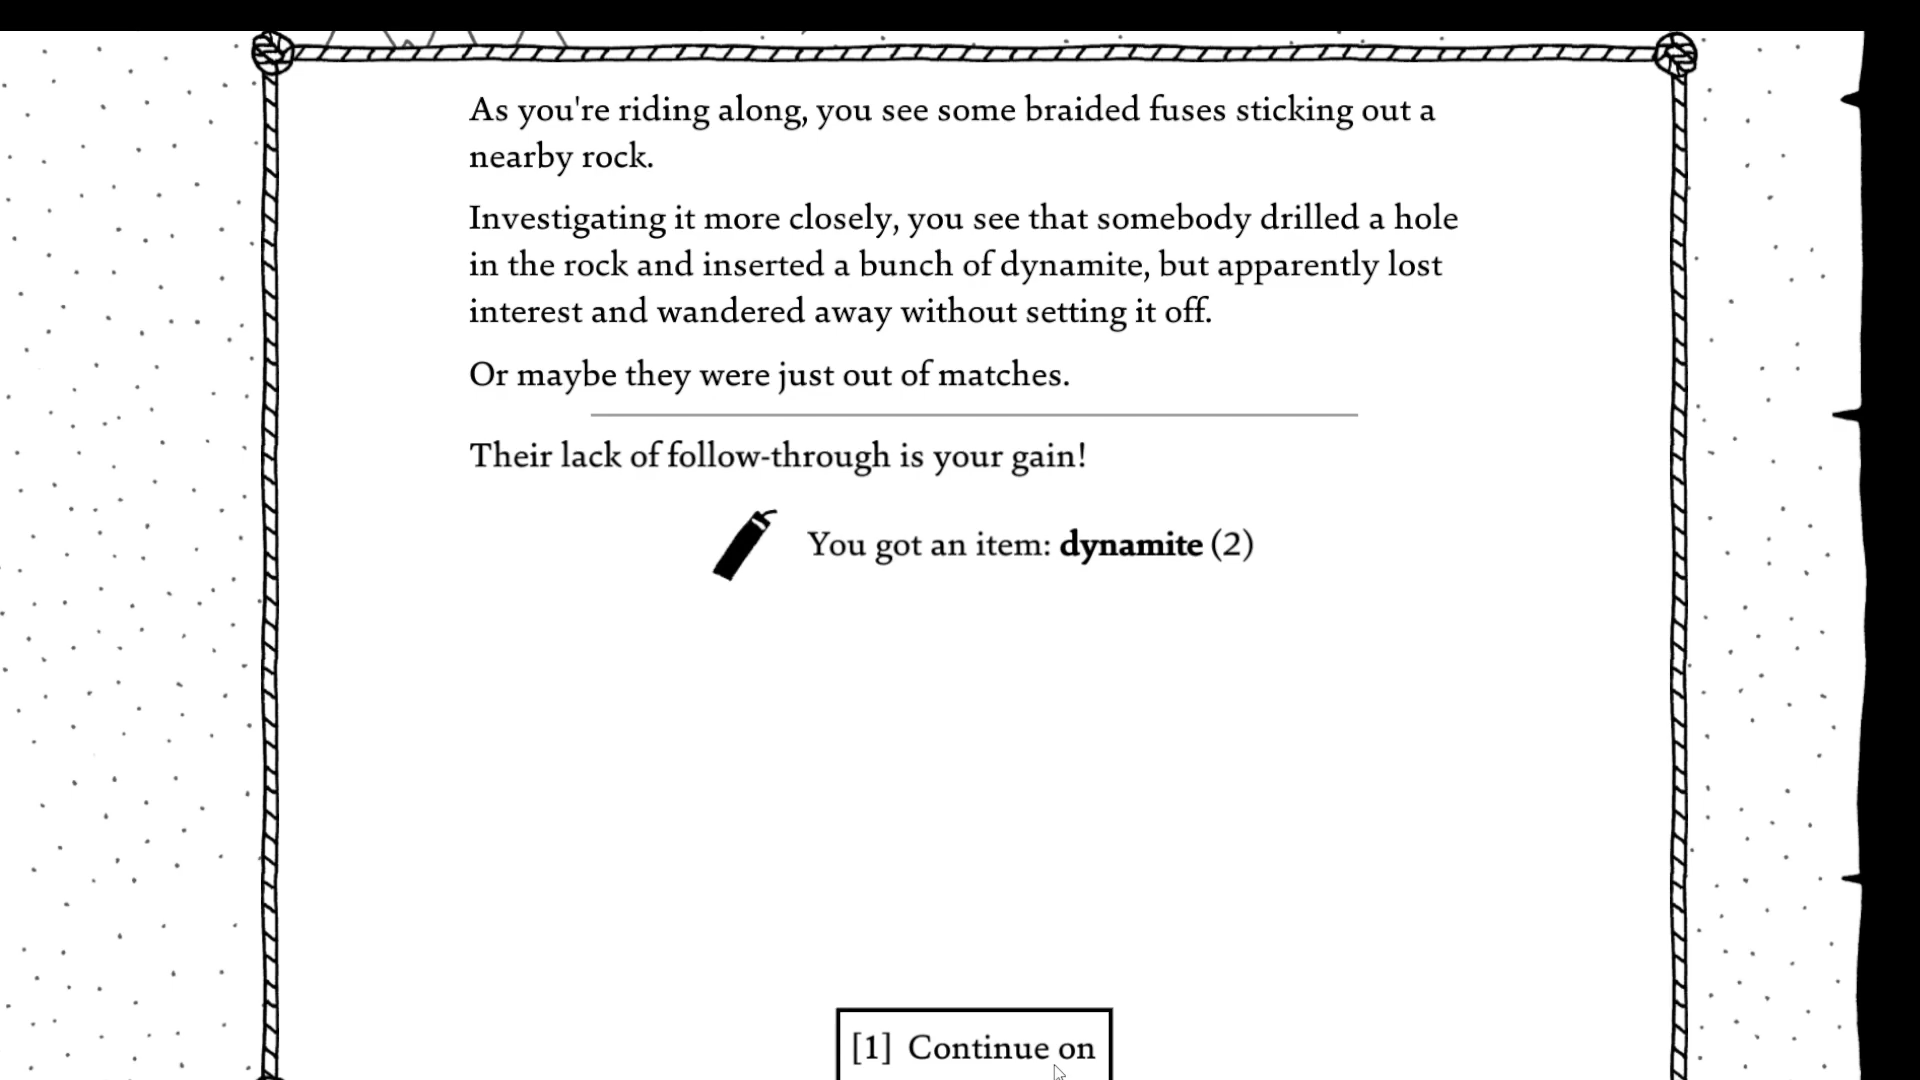 As you're riding along, you see some braided fuses sticking out a
nearby rock.
Investigating it more closely, you see that somebody drilled a hole
in the rock and inserted a bunch of dynamite, but apparently lost
interest and wandered away without setting it off.
Or maybe they were just out of matches.
Their lack of follow-through is your gain!
You got an item: dynamite (2)
[1] Continue on